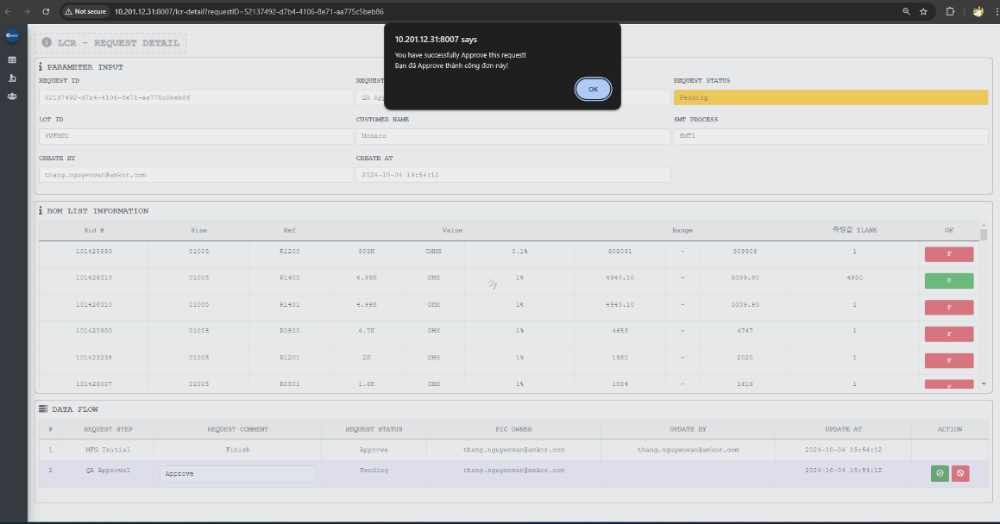 Not secure 10.201.12.31:8007/lcr-detail?requestID=52137492-d7b4-4106-8e71-aa775c5beb86
10.201.12.31:8007 says
You have successfully Approve this request!
Bạn đã Approve thành công đơn này!
OK
LCR - REQUEST DETAIL
PARAMETER INPUT
REQUEST ID REQUES REQUEST STATUS
52137492-d7b4-4106-8e71-aa775c5beb86 QA App Pending
LOT ID CUSTOMER NAME SMT PROCESS
4VFMN1 Monaco SMT1
CREATE BY CREATE AT
thang.nguyenvan@amkor.com 2024-10-04 19:54:12
BOM LIST INFORMATION
Sid # Size Ref Value Range 측정값 1LANE OK
101425990 01005 R1200 909K OHMS 0.1% 908091 ~ 909909 1 F
101426010 01005 R1400 4.99K OHM 1% 4940.10 ~ 5039.90 4950 P
101426010 01005 R1401 4.99K OHM 1% 4940.10 ~ 5039.90 1 F
101420900 01005 R0500 4.7K OHM 1% 4653 ~ 4747 1 F
101423238 01005 R1201 2K OHM 1% 1980 ~ 2020 1 F
101426007 01005 R0501 1.6K OHM 1% 1584 ~ 1616 1 F
DATA FLOW
# REQUEST STEP REQUEST COMMENT REQUEST STATUS PIC OWNER UPDATE BY UPDATE AT ACTION
1 MFG Initial Finish Approve thang.nguyenvan@amkor.com thang.nguyenvan@amkor.com 2024-10-04 19:54:12
2 QA Approval Approve Pending thang.nguyenvan@amkor.com 2024-10-04 19:54:12